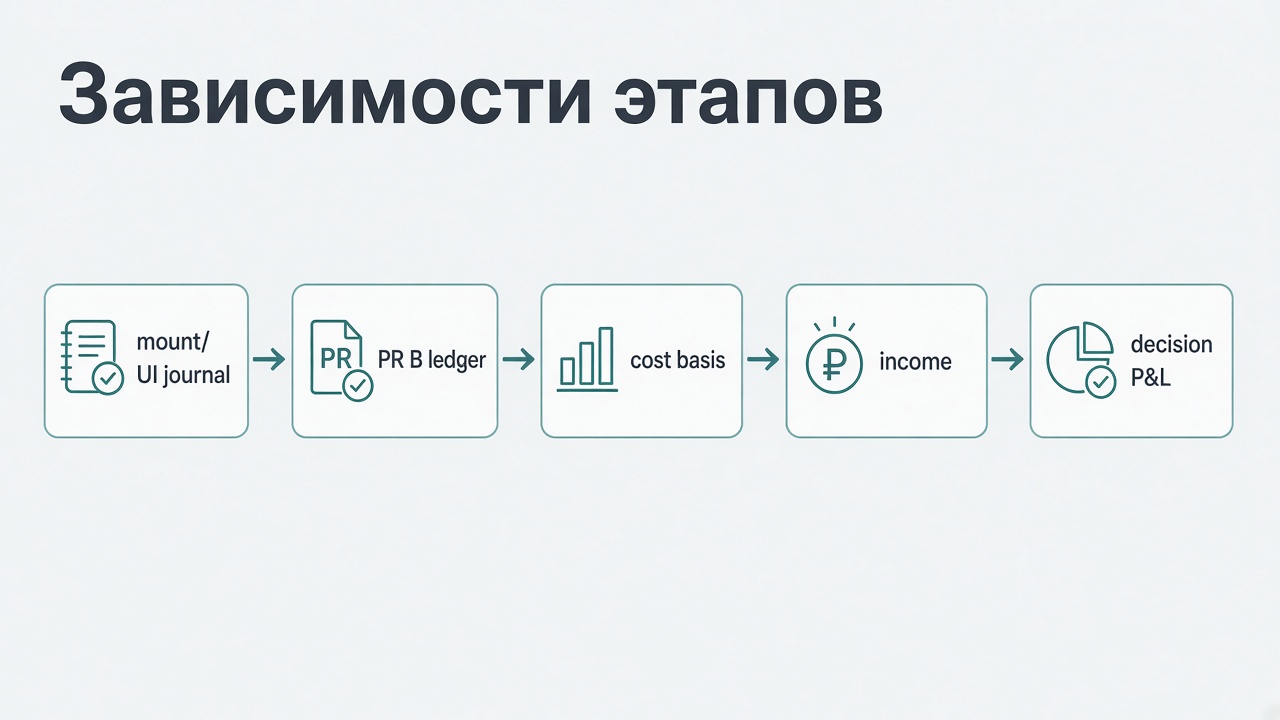 Зависимости этапов
mount/
UI journal
PR
PR B ledger
cost basis
₽
income
decision
P&L